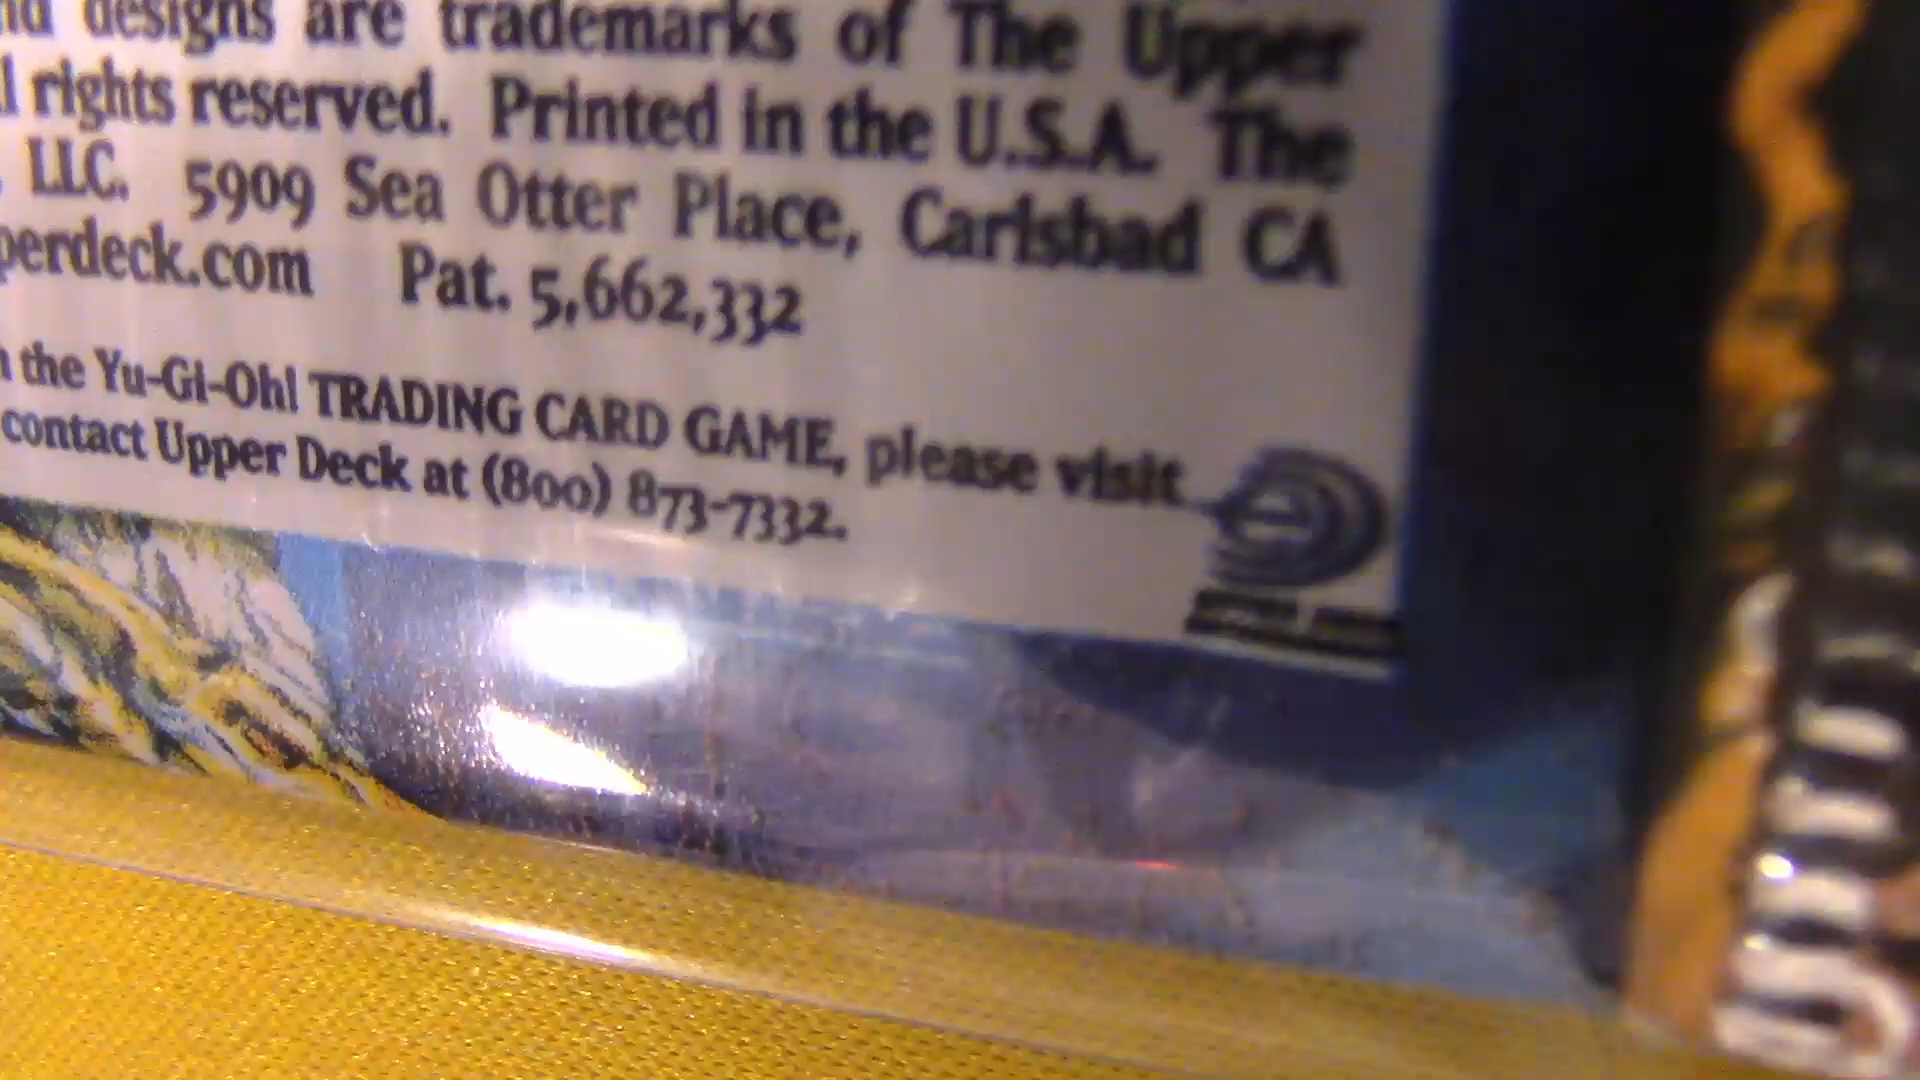 designs are trademarks of The Upper
rights reserved. Printed in the U.S.A. The
LLC. 5909 Sea Otter Place, Carlsbad CA
perdeck.com Pat. 5,662,332
the Yu-Gi-Oh! TRADING CARD GAME, please visit
contact Upper Deck at (800) 873-7332.